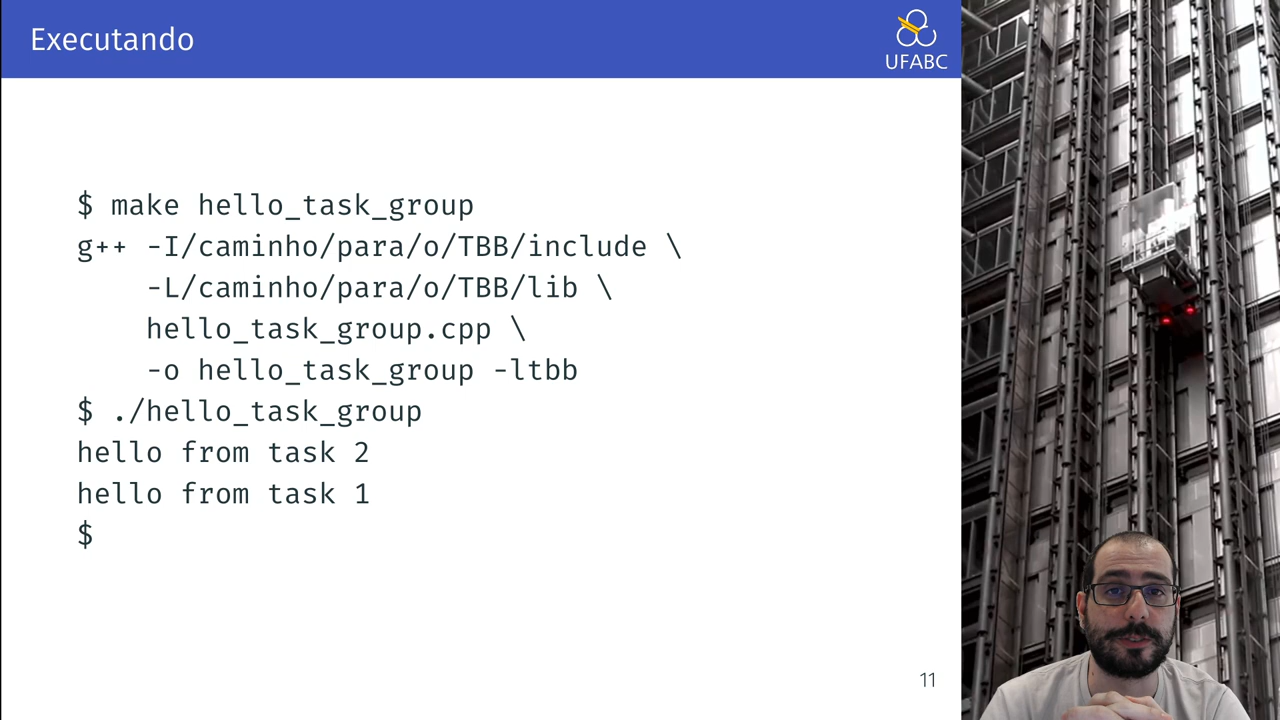 Executando
UFABC
$ make hello_task_group
g++ -I/caminho/para/o/TBB/include \
-L/caminho/para/o/TBB/lib \
hello_task_group.cpp \
-o hello_task_group -ltbb
$ ./hello_task_group
hello from task 2
hello from task 1
$
11